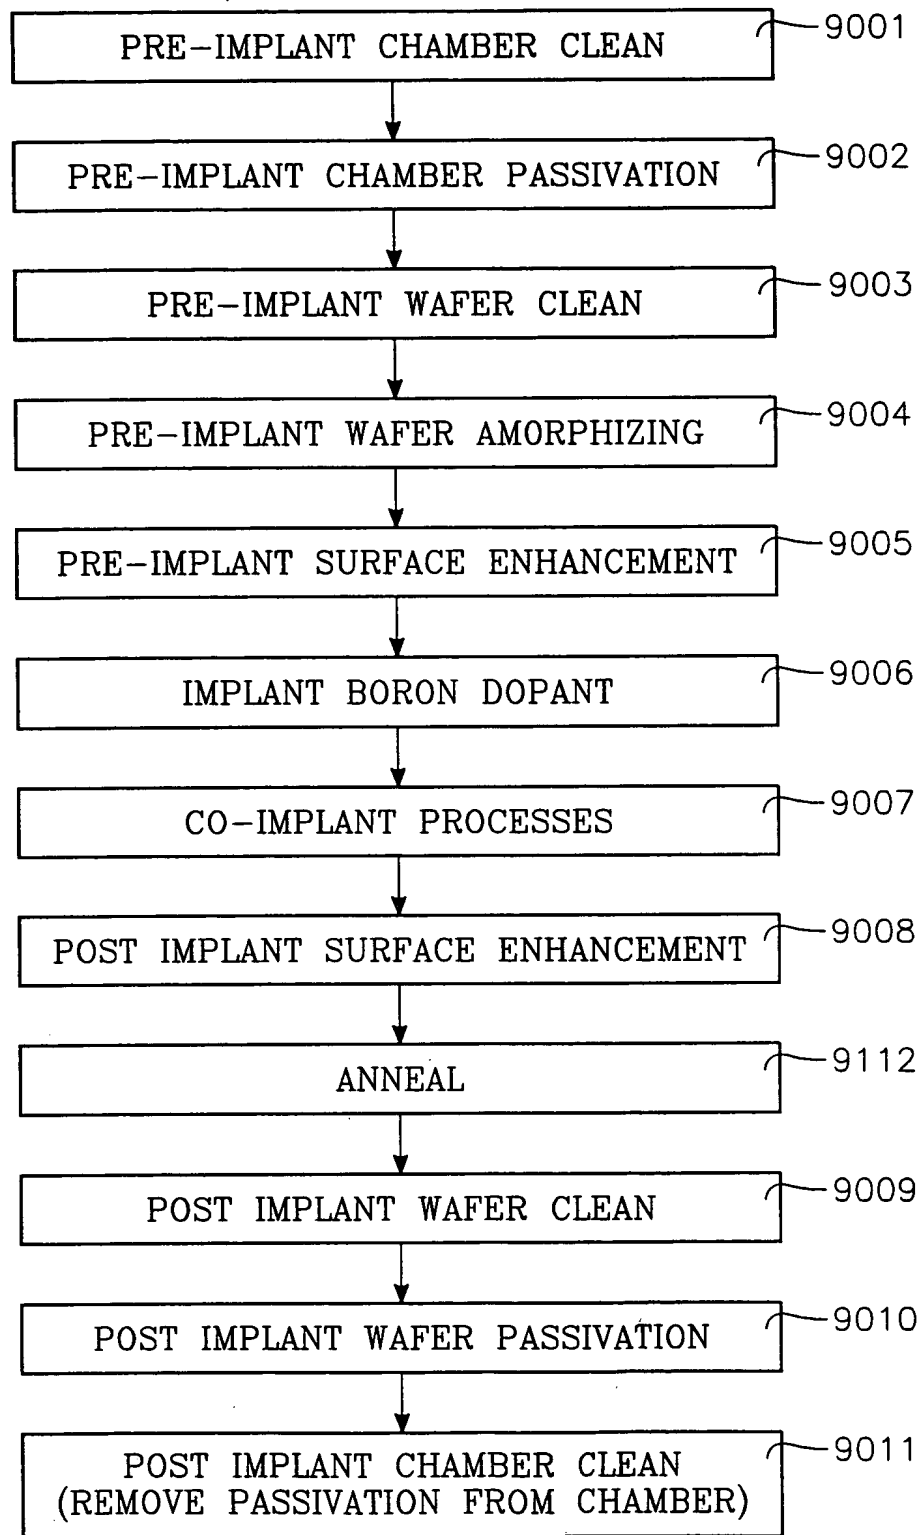 PRE-IMPLANT CHAMBER CLEAN 9001
PRE-IMPLANT CHAMBER PASSIVATION 9002
PRE-IMPLANT WAFER CLEAN 9003
PRE-IMPLANT WAFER AMORPHIZING 9004
PRE-IMPLANT SURFACE ENHANCEMENT 9005
IMPLANT BORON DOPANT 9006
CO-IMPLANT PROCESSES 9007
POST IMPLANT SURFACE ENHANCEMENT 9008
ANNEAL 9112
POST IMPLANT WAFER CLEAN 9009
POST IMPLANT WAFER PASSIVATION 9010
POST IMPLANT CHAMBER CLEAN 9011
(REMOVE PASSIVATION FROM CHAMBER)